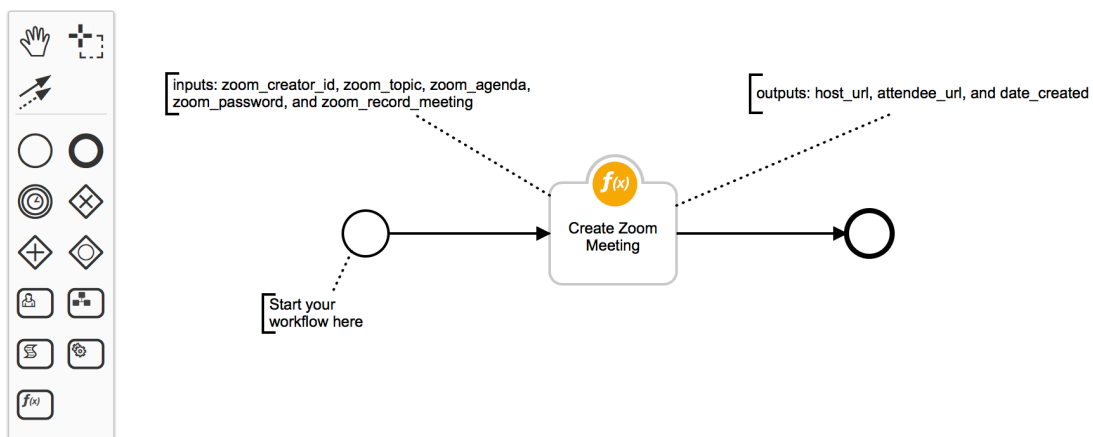 inputs: zoom_creator_id, zoom_topic, zoom_agenda,
zoom_password, and zoom_record_meeting
outputs: host_url, attendee_url, and date_created
f(x)
Create Zoom
Meeting
Start your
workflow here
f(x)